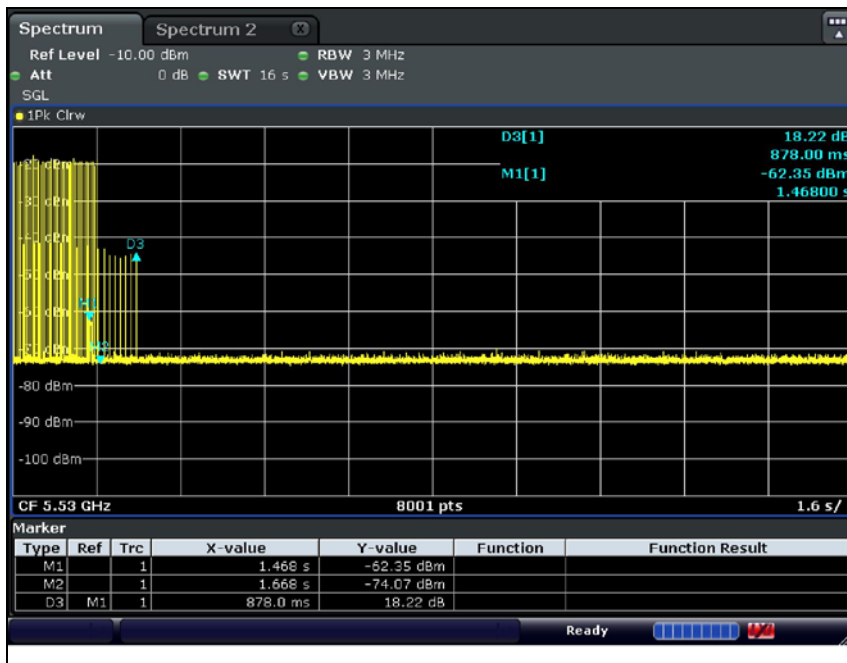 Spectrum Spectrum 2 X
Ref Level -10.00 dBm RBW 3 MHz
Att 0 dB SWT 16 s VBW 3 MHz
SGL
1Pk Clrw
D3[1] 18.22 dB
878.00 ms
M1[1] -62.35 dBm
1.46800 s
D3
M1
M2
-80 dBm
-90 dBm
-100 dBm
CF 5.53 GHz 8001 pts 1.6 s/
Marker
Type Ref Trc X-value Y-value Function Function Result
M1 1 1.468 s -62.35 dBm
M2 1 1.668 s -74.07 dBm
D3 M1 1 878.0 ms 18.22 dB
Ready